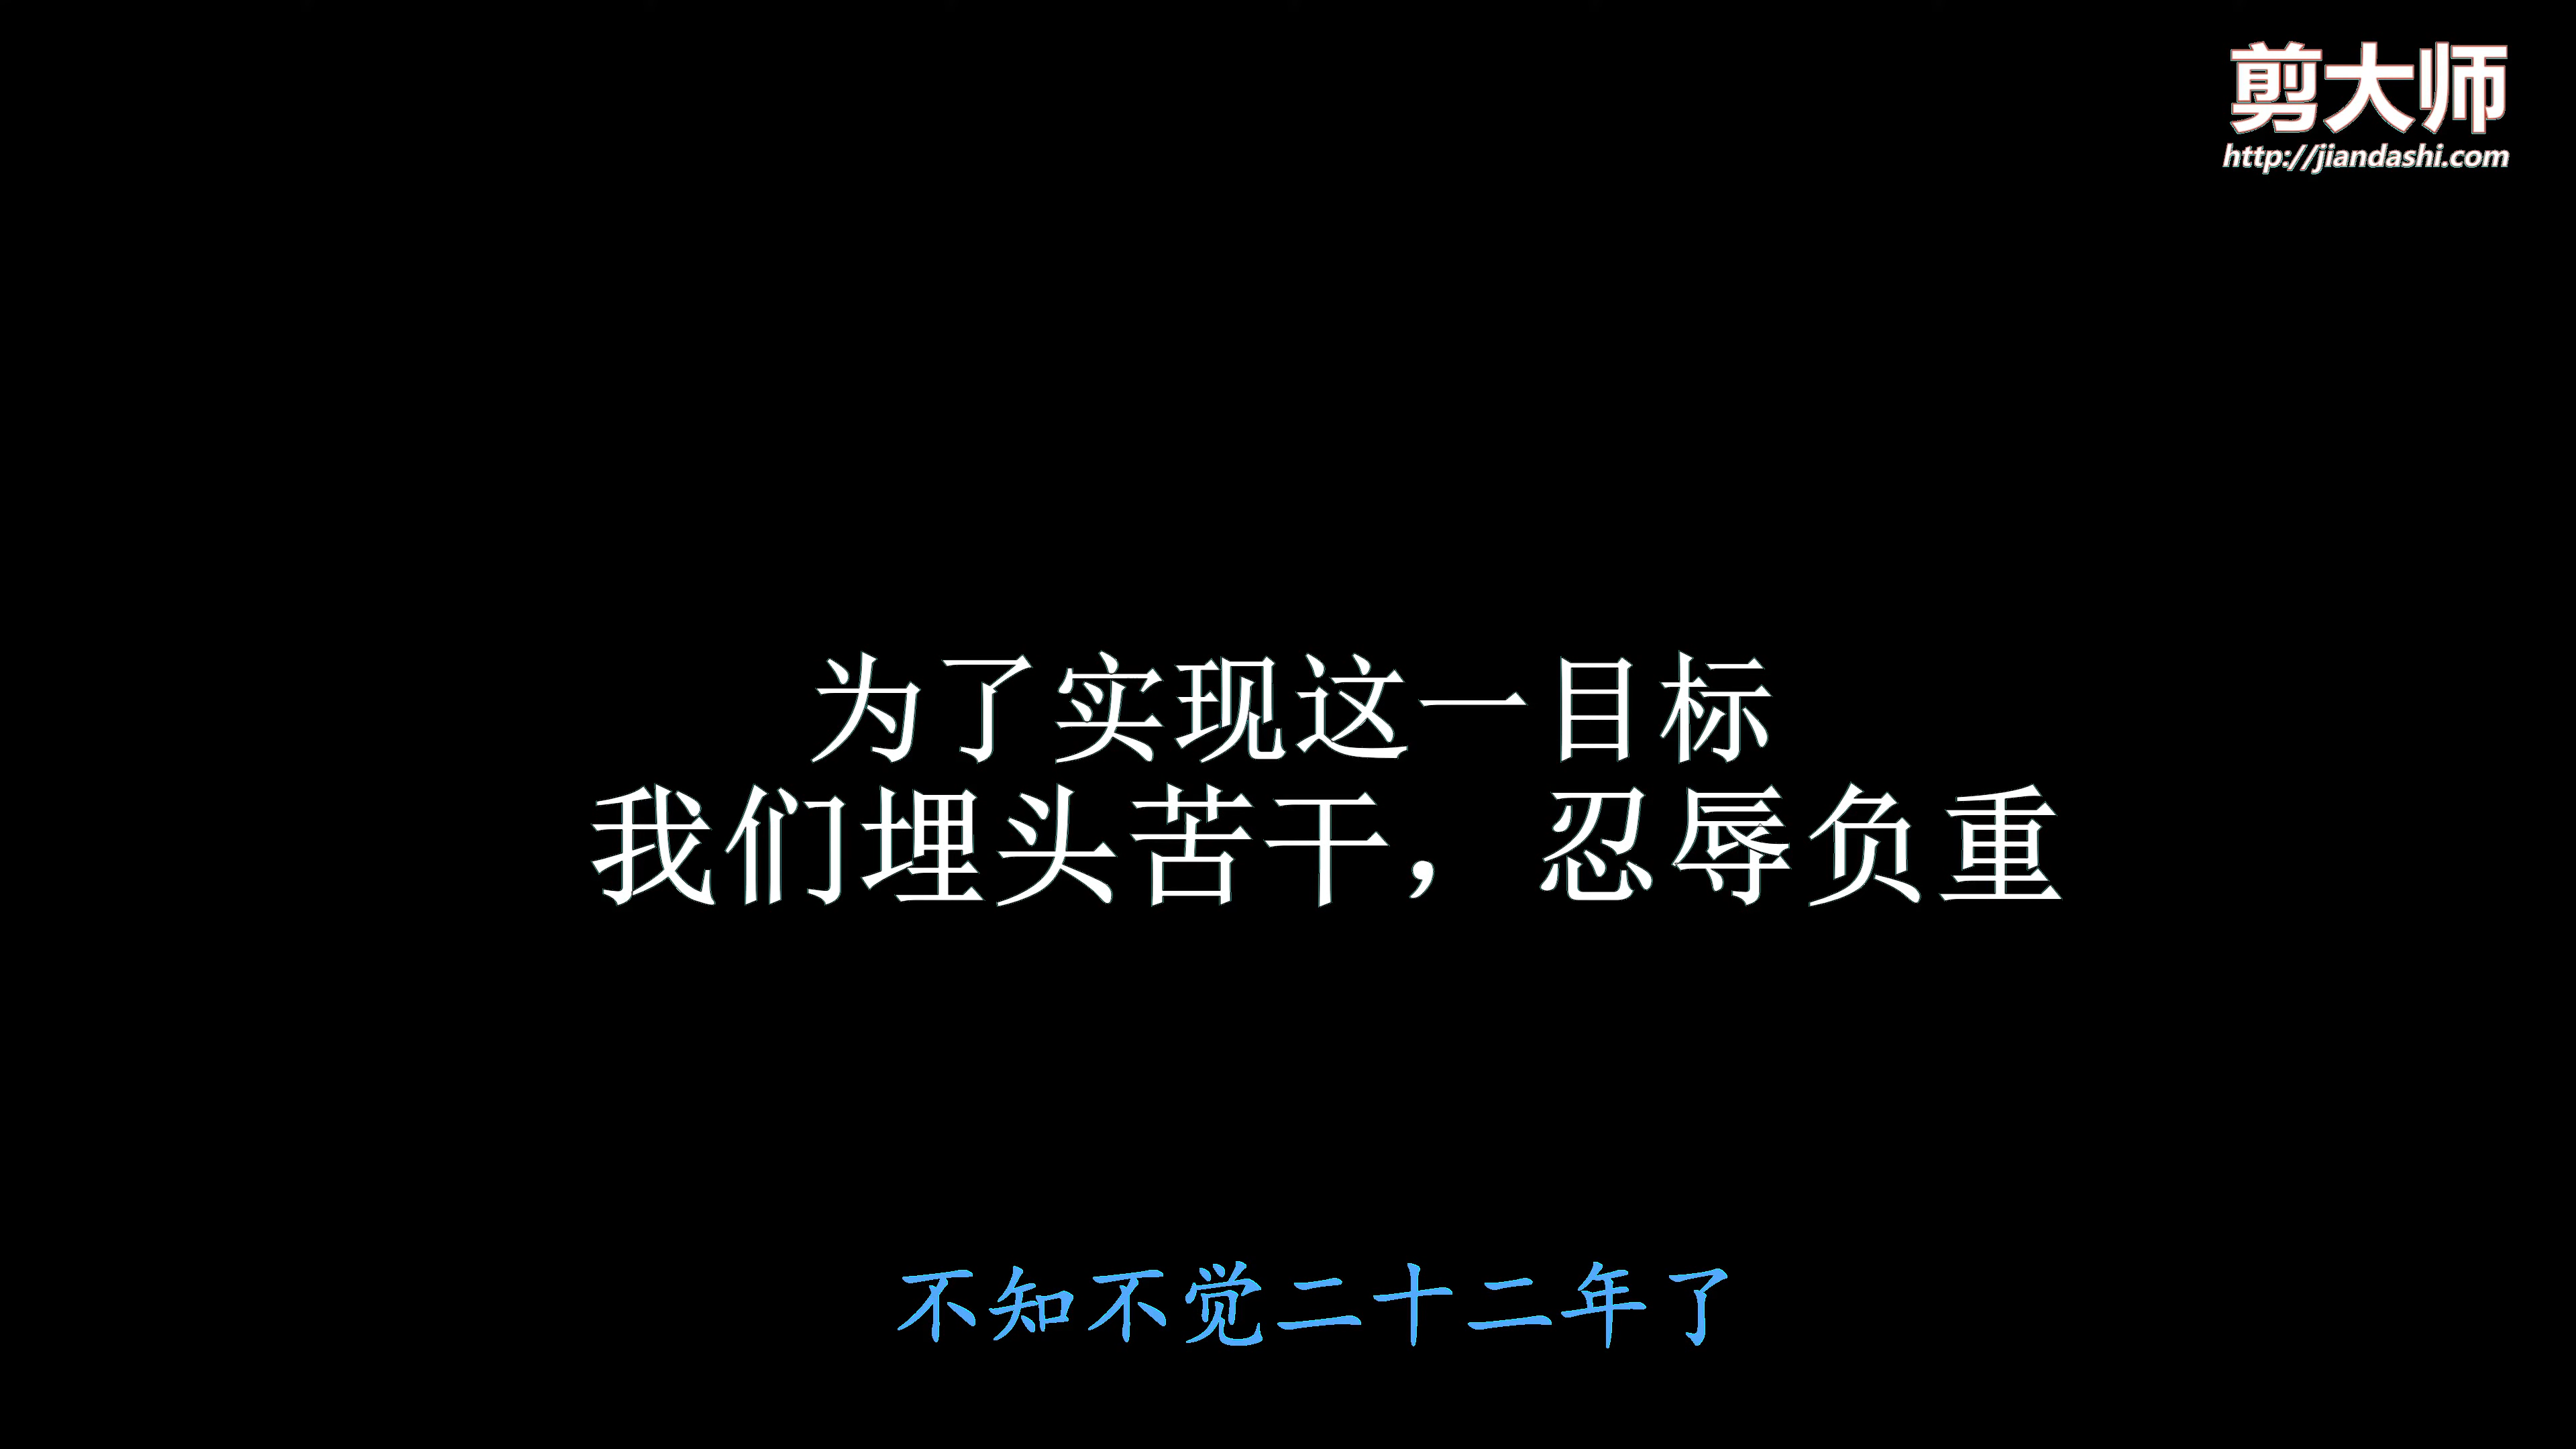 剪大师
http://jiandashi.com
为了实现这一目标
我们埋头苦干，忍辱负重
不知不觉二十二年了